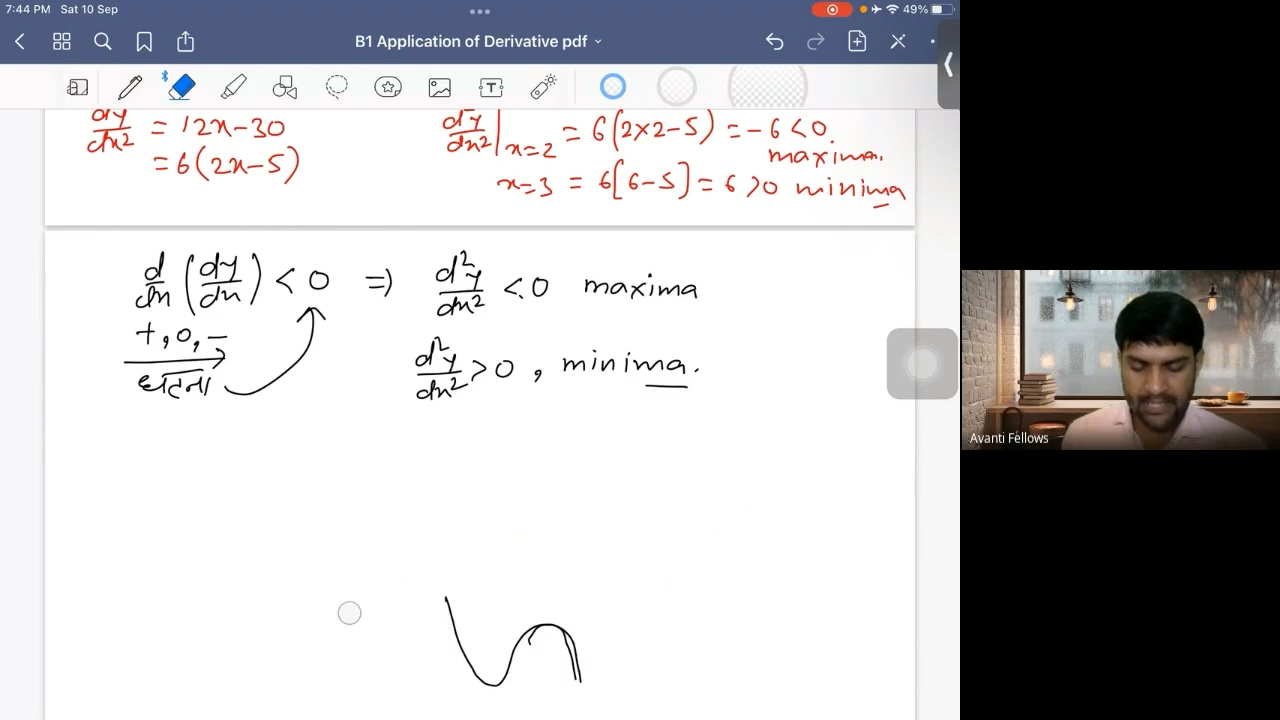 7:44 PM Sat 10 Sep
49%
B1 Application of Derivative pdf
dy/dx² = 12x-30
= 6(2x-5)
d²y/dx² |x=2 = 6(2×2-5) = -6 <0
maxima.
x=3 = 6[6-5] = 6 >0 minima
d/dx (dy/dx) < 0 ⇒ d²y/dx² < 0 maxima
+, 0, -
घटना
d²y/dx² > 0 , minima.
Avanti Fellows